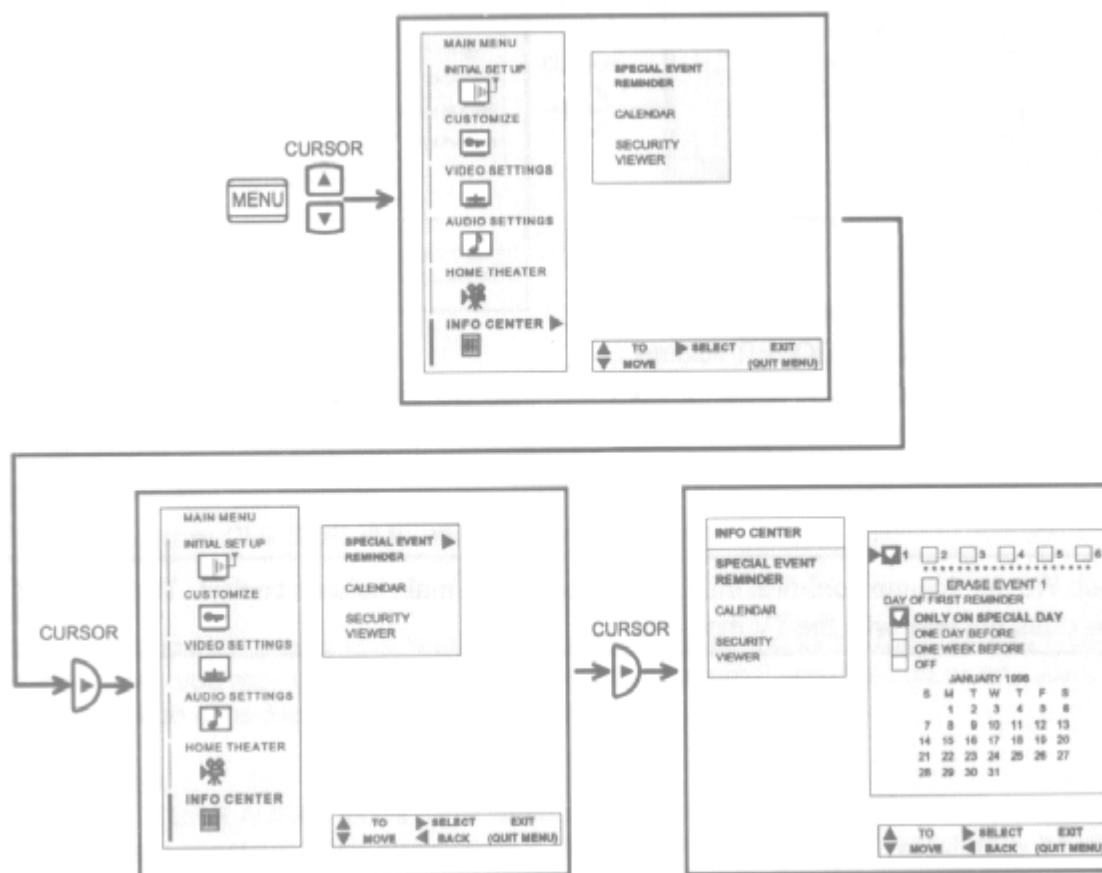 MAIN MENU
INITIAL SET UP
CUSTOMIZE
VIDEO SETTINGS
AUDIO SETTINGS
HOME THEATER
INFO CENTER
SPECIAL EVENT
REMINDER
CALENDAR
SECURITY
VIEWER
CURSOR
MENU
TO SELECT EXIT
MOVE (QUIT MENU)
CURSOR
MAIN MENU
INITIAL SET UP
CUSTOMIZE
VIDEO SETTINGS
AUDIO SETTINGS
HOME THEATER
INFO CENTER
SPECIAL EVENT
REMINDER
CALENDAR
SECURITY
VIEWER
TO SELECT EXIT
MOVE BACK (QUIT MENU)
CURSOR
INFO CENTER
SPECIAL EVENT
REMINDER
CALENDAR
SECURITY
VIEWER
1 2 3 4 5 6
ERASE EVENT 1
DAY OF FIRST REMINDER
ONLY ON SPECIAL DAY
ONE DAY BEFORE
ONE WEEK BEFORE
OFF
JANUARY 1996
S M T W T F S
1 2 3 4 5 6
7 8 9 10 11 12 13
14 15 16 17 18 19 20
21 22 23 24 25 26 27
28 29 30 31
TO SELECT EXIT
MOVE BACK (QUIT MENU)